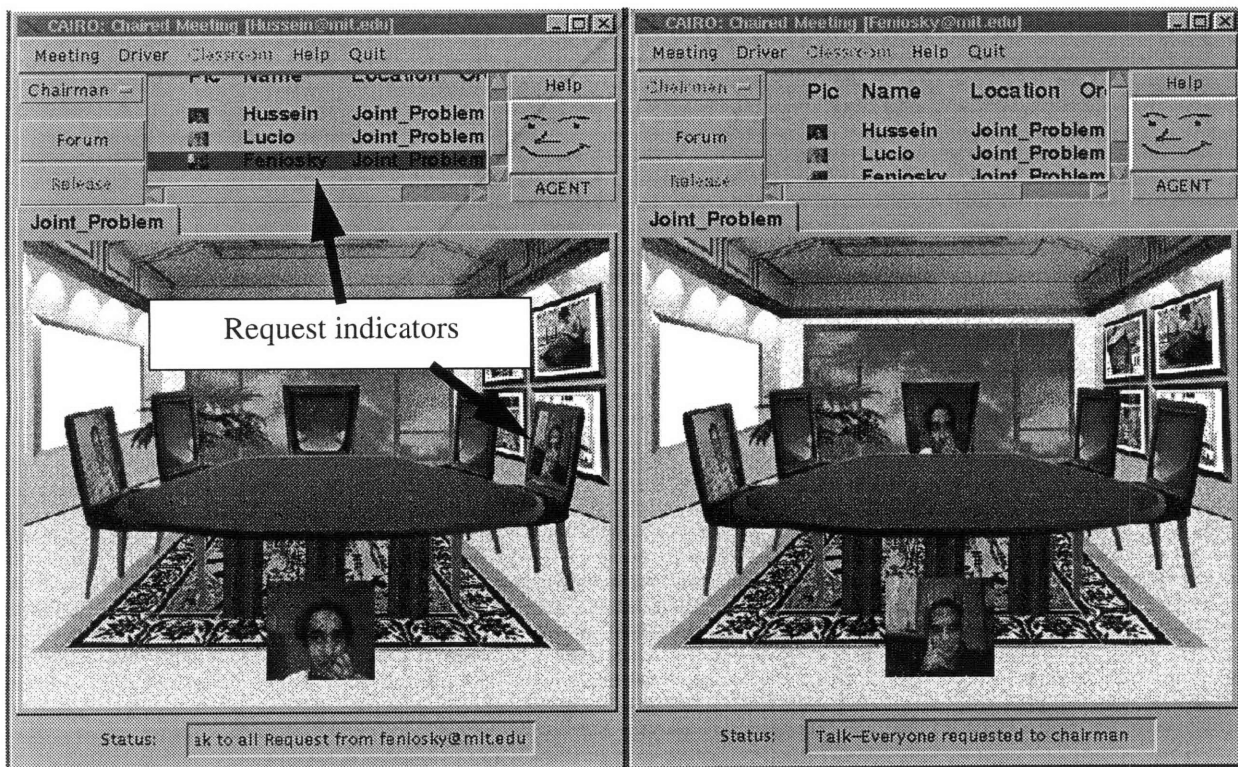 CAIRO: Chaired Meeting [Hussein@mit.edu]
Meeting Driver Classroom Help Quit
Chairman
Pic Name Location Or
Help
Hussein Joint_Problem
Forum
Lucio Joint_Problem
Feniosky Joint_Problem
Release
AGENT
Joint_Problem
Request indicators
Status: ak to all Request from feniosky@mit.edu
CAIRO: Chaired Meeting [Feniosky@mit.edu]
Meeting Driver Classroom Help Quit
Chairman
Pic Name Location Or
Help
Hussein Joint_Problem
Forum
Lucio Joint_Problem
Feniosky Joint_Problem
Release
AGENT
Joint_Problem
Status: Talk-Everyone requested to chairman